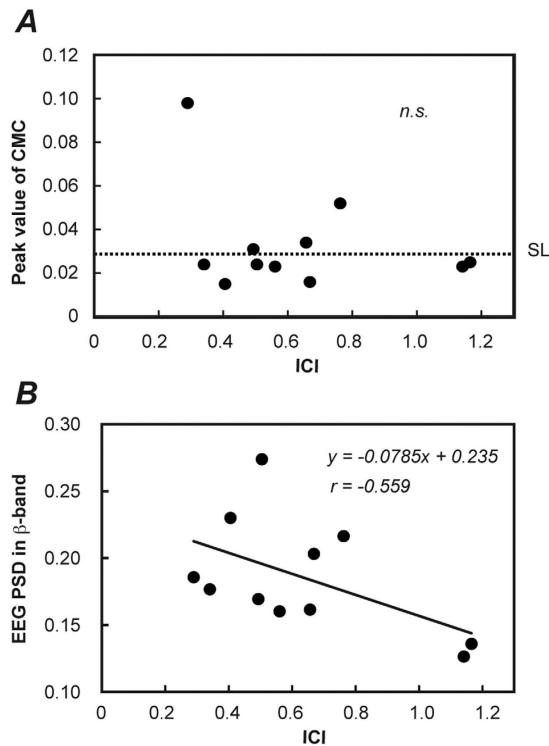 A
0.12
0.10
0.08
0.06
0.04
0.02
0
Peak value of CMC
n.s.
SL
0 0.2 0.4 0.6 0.8 1.0 1.2
ICI
B
0.30
0.25
0.20
0.15
0.10
EEG PSD in β-band
y = -0.0785x + 0.235
r = -0.559
0 0.2 0.4 0.6 0.8 1.0 1.2
ICI